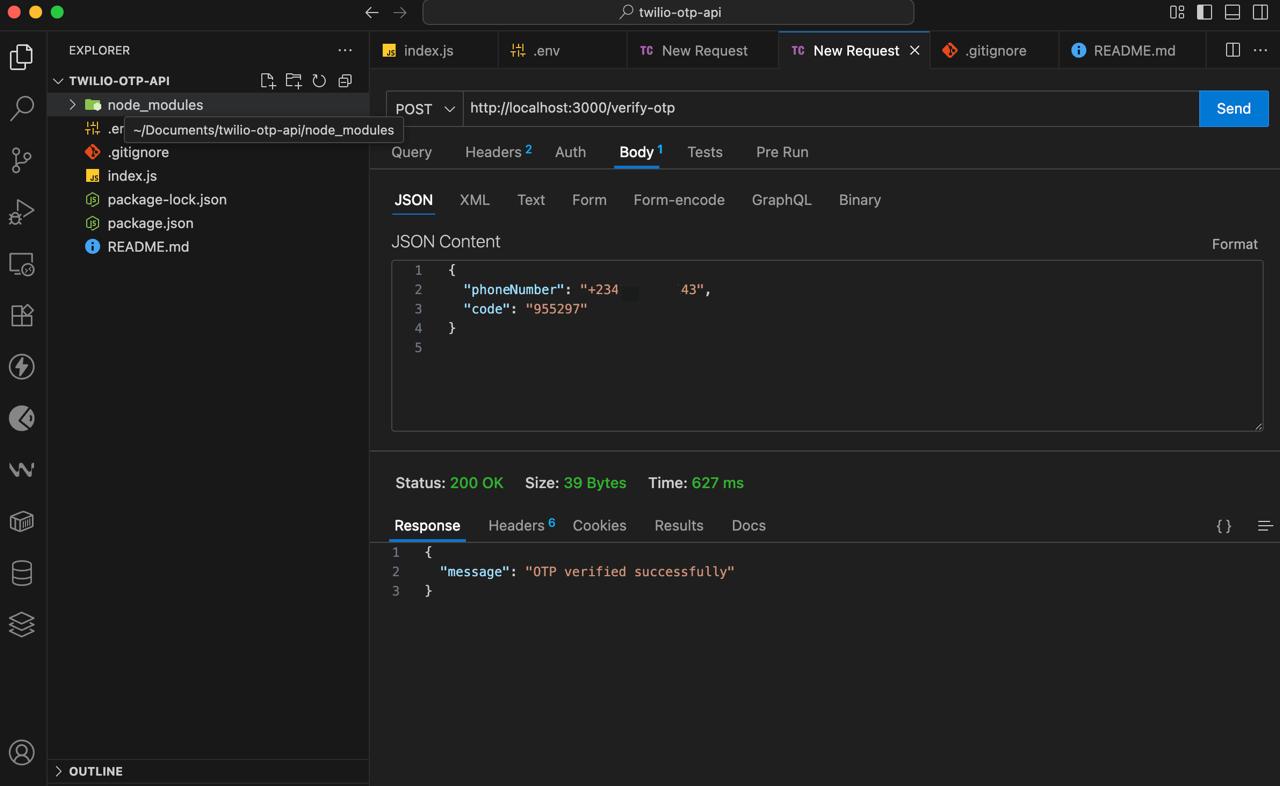 twilio-otp-api
EXPLORER
TWILIO-OTP-API
node_modules
.en
~/Documents/twilio-otp-api/node_modules
.gitignore
index.js
package-lock.json
package.json
README.md
OUTLINE
index.js
.env
TC New Request
TC New Request
.gitignore
README.md
POST http://localhost:3000/verify-otp Send
Query Headers 2 Auth Body 1 Tests Pre Run
JSON XML Text Form Form-encode GraphQL Binary
JSON Content
Format
1 {
2 "phoneNumber": "+234 43",
3 "code": "955297"
4 }
5
Status: 200 OK Size: 39 Bytes Time: 627 ms
Response Headers 6 Cookies Results Docs { }
1 {
2 "message": "OTP verified successfully"
3 }